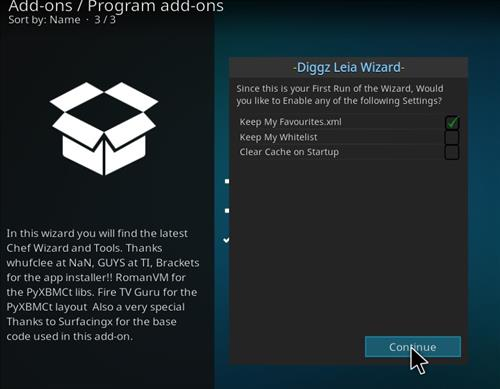 Add-ons / Program add-ons
Sort by: Name · 3 / 3
-Diggz Leia Wizard-
Since this is your First Run of the Wizard, Would
you like to Enable any of the following Settings?
Keep My Favourites.xml
Keep My Whitelist
Clear Cache on Startup
In this wizard you will find the latest
Chef Wizard and Tools. Thanks
whufclee at NaN, GUYS at TI, Brackets
for the app installer!! RomanVM for
the PyXBMCt libs. Fire TV Guru for the
PyXBMCt layout  Also a very special
Thanks to Surfacingx for the base
code used in this add-on.
Continue